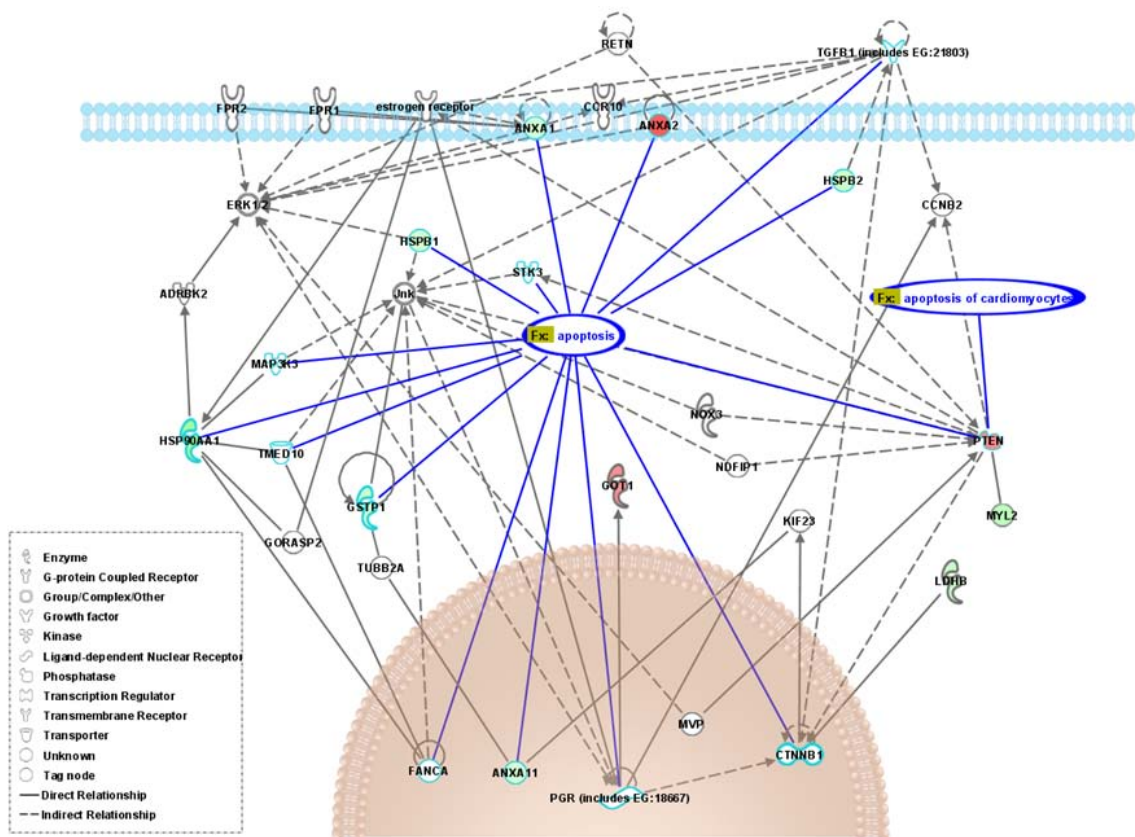 RETN
TGFB1 (includes EG:21803)
FPR2
FPR1
estrogen receptor
CCR10
ANXA1
ANXA2
HSPB2
ERK1/2
CCNB2
HSPB1
STK3
Jnk
ADRBK2
Fx: apoptosis of cardiomyocytes
Fx: apoptosis
MAP3K3
NOX3
HSP90AA1
TMED10
PTEN
NDFIP1
GOT1
GSTP1
MYL2
KIF23
GORASP2
TUBB2A
LDHB
MVP
CTNNB1
FANCA
ANXA11
PGR (includes EG:18667)
Enzyme
G-protein Coupled Receptor
Group/Complex/Other
Growth factor
Kinase
Ligand-dependent Nuclear Receptor
Phosphatase
Transcription Regulator
Transmembrane Receptor
Transporter
Unknown
Tag node
Direct Relationship
Indirect Relationship